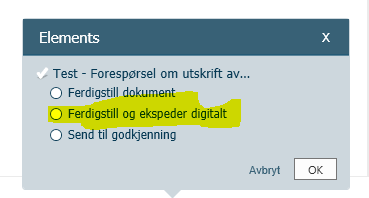 Elements X
Test - Forespørsel om utskrift av...
Ferdigstill dokument
Ferdigstill og ekspeder digitalt
Send til godkjenning
Avbryt OK